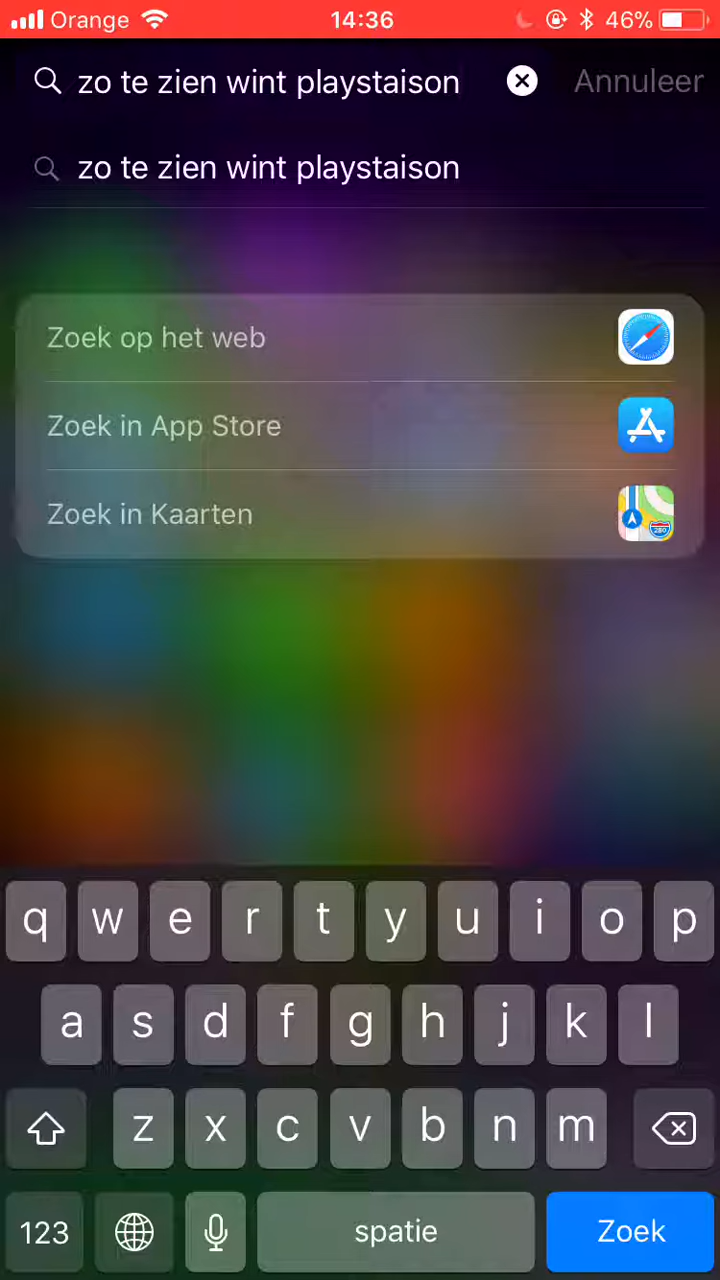 Orange 14:36 46%
zo te zien wint playstaison Annuleer
zo te zien wint playstaison
Zoek op het web
Zoek in App Store
Zoek in Kaarten
280
q w e r t y u i o p
a s d f g h j k l
z x c v b n m
123 spatie Zoek